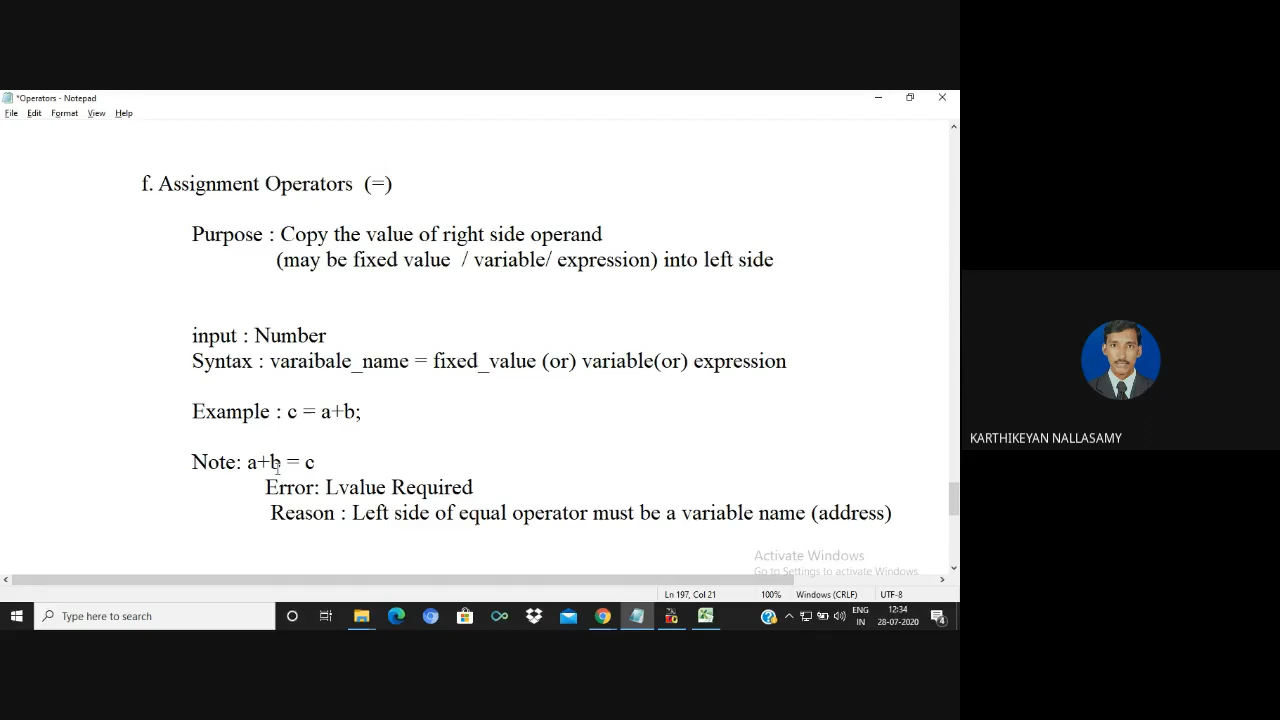 *Operators - Notepad
File Edit Format View Help
f. Assignment Operators (=)
Purpose : Copy the value of right side operand
(may be fixed value / variable/ expression) into left side
input : Number
Syntax : varaibale_name = fixed_value (or) variable(or) expression
Example : c = a+b;
Note: a+b = c
Error: Lvalue Required
Reason : Left side of equal operator must be a variable name (address)
KARTHIKEYAN NALLASAMY
Activate Windows
Go to Settings to activate Windows.
Ln 197, Col 21 100% Windows (CRLF) UTF-8
Type here to search
ENG
IN
12:34
28-07-2020
4